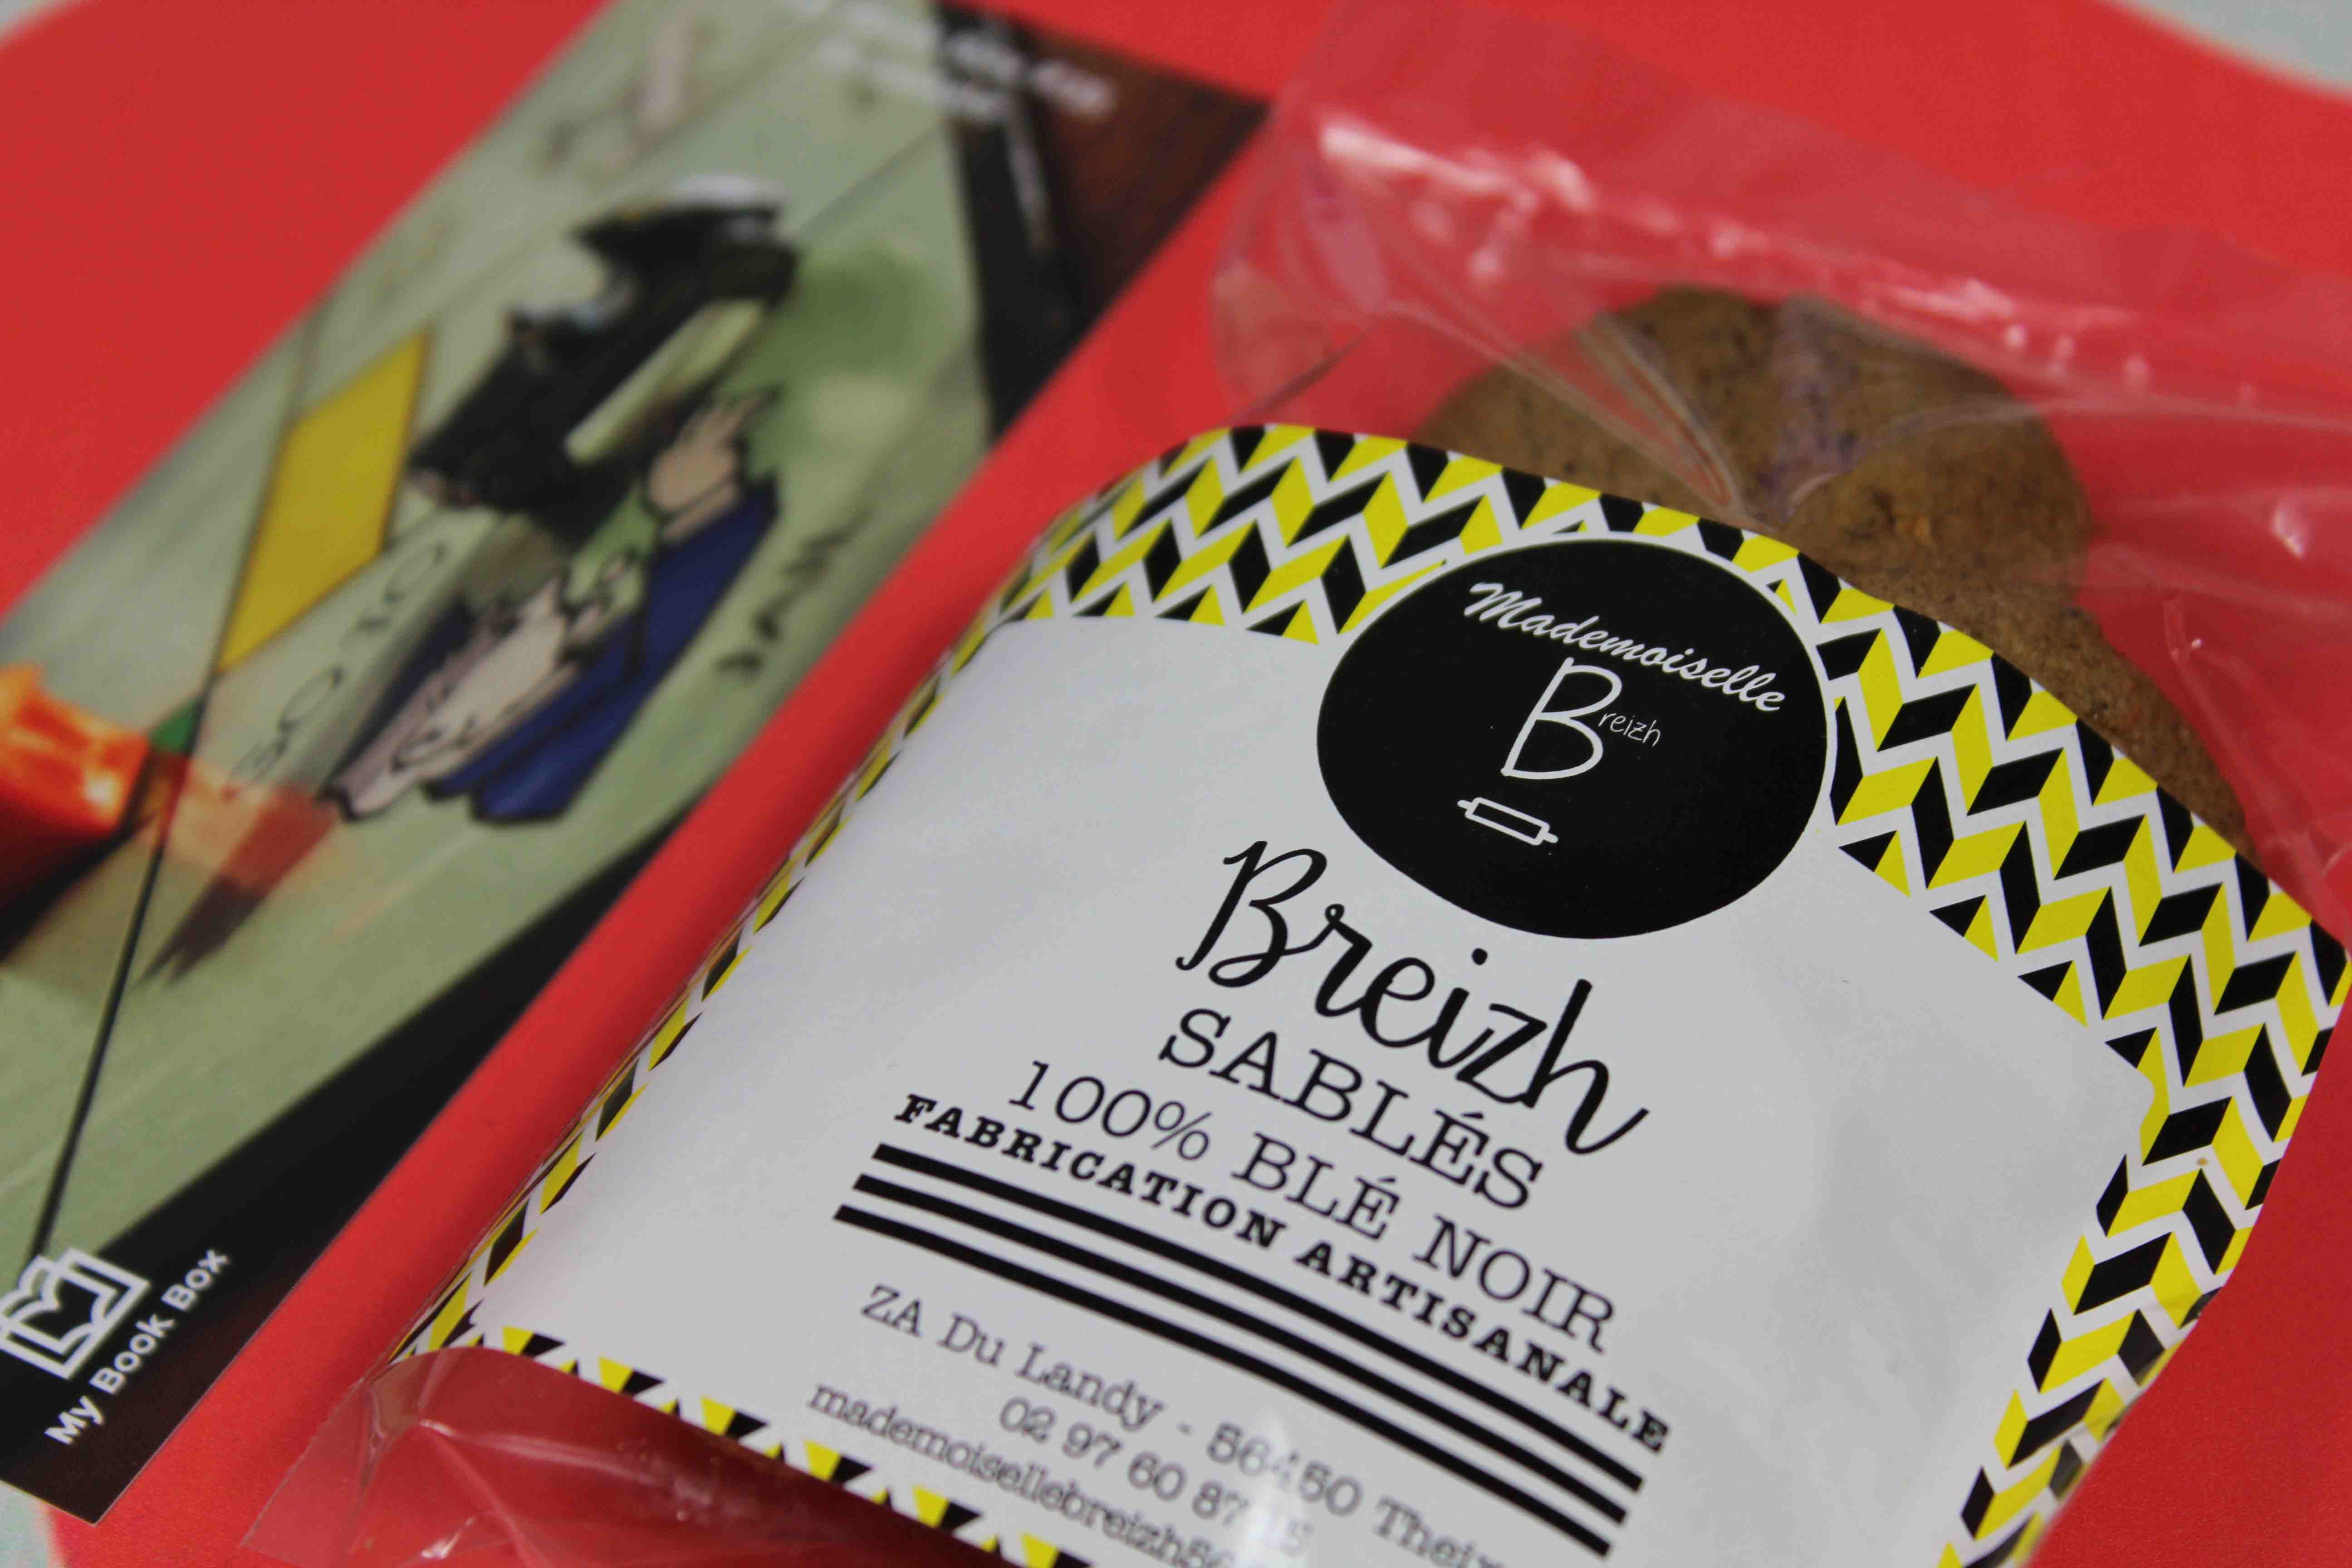 Mademoiselle
Breizh
Breizh
SABLÉS
100% BLÉ NOIR
FABRICATION ARTISANALE
ZA Du Landy - 56450
02 97 60 87
My Book Box